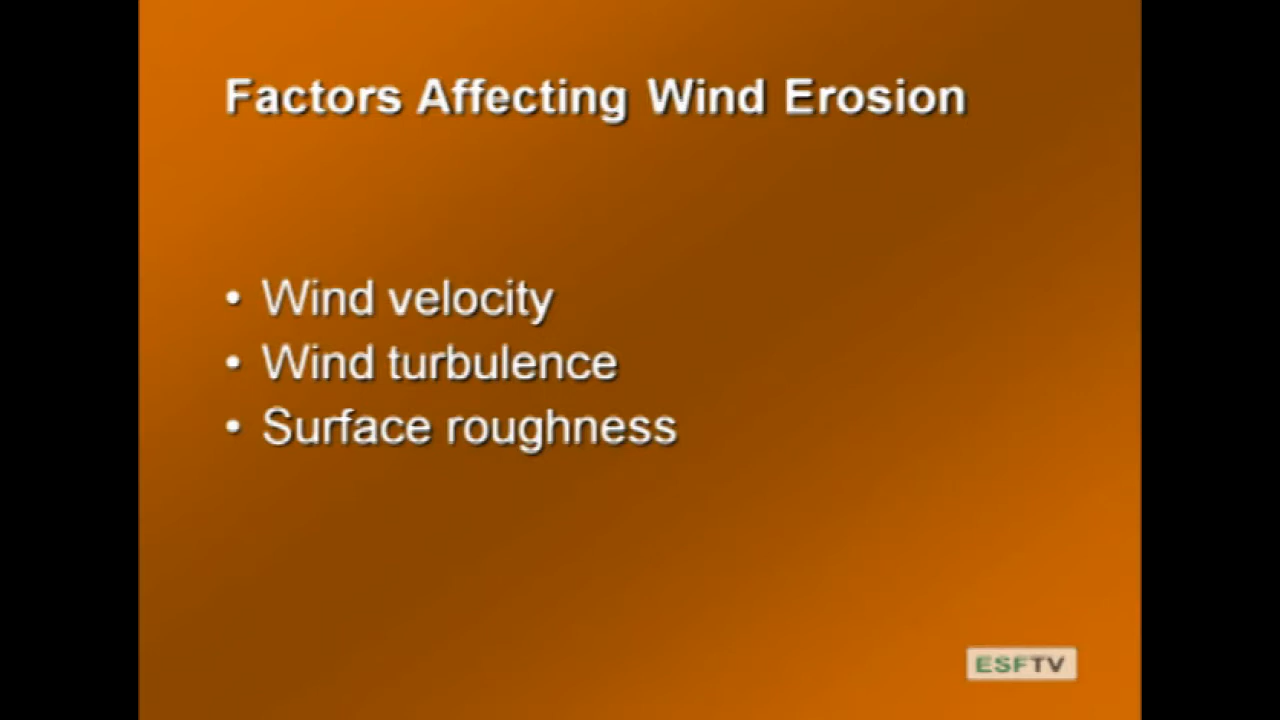 Factors Affecting Wind Erosion
• Wind velocity
• Wind turbulence
• Surface roughness
ESFTV